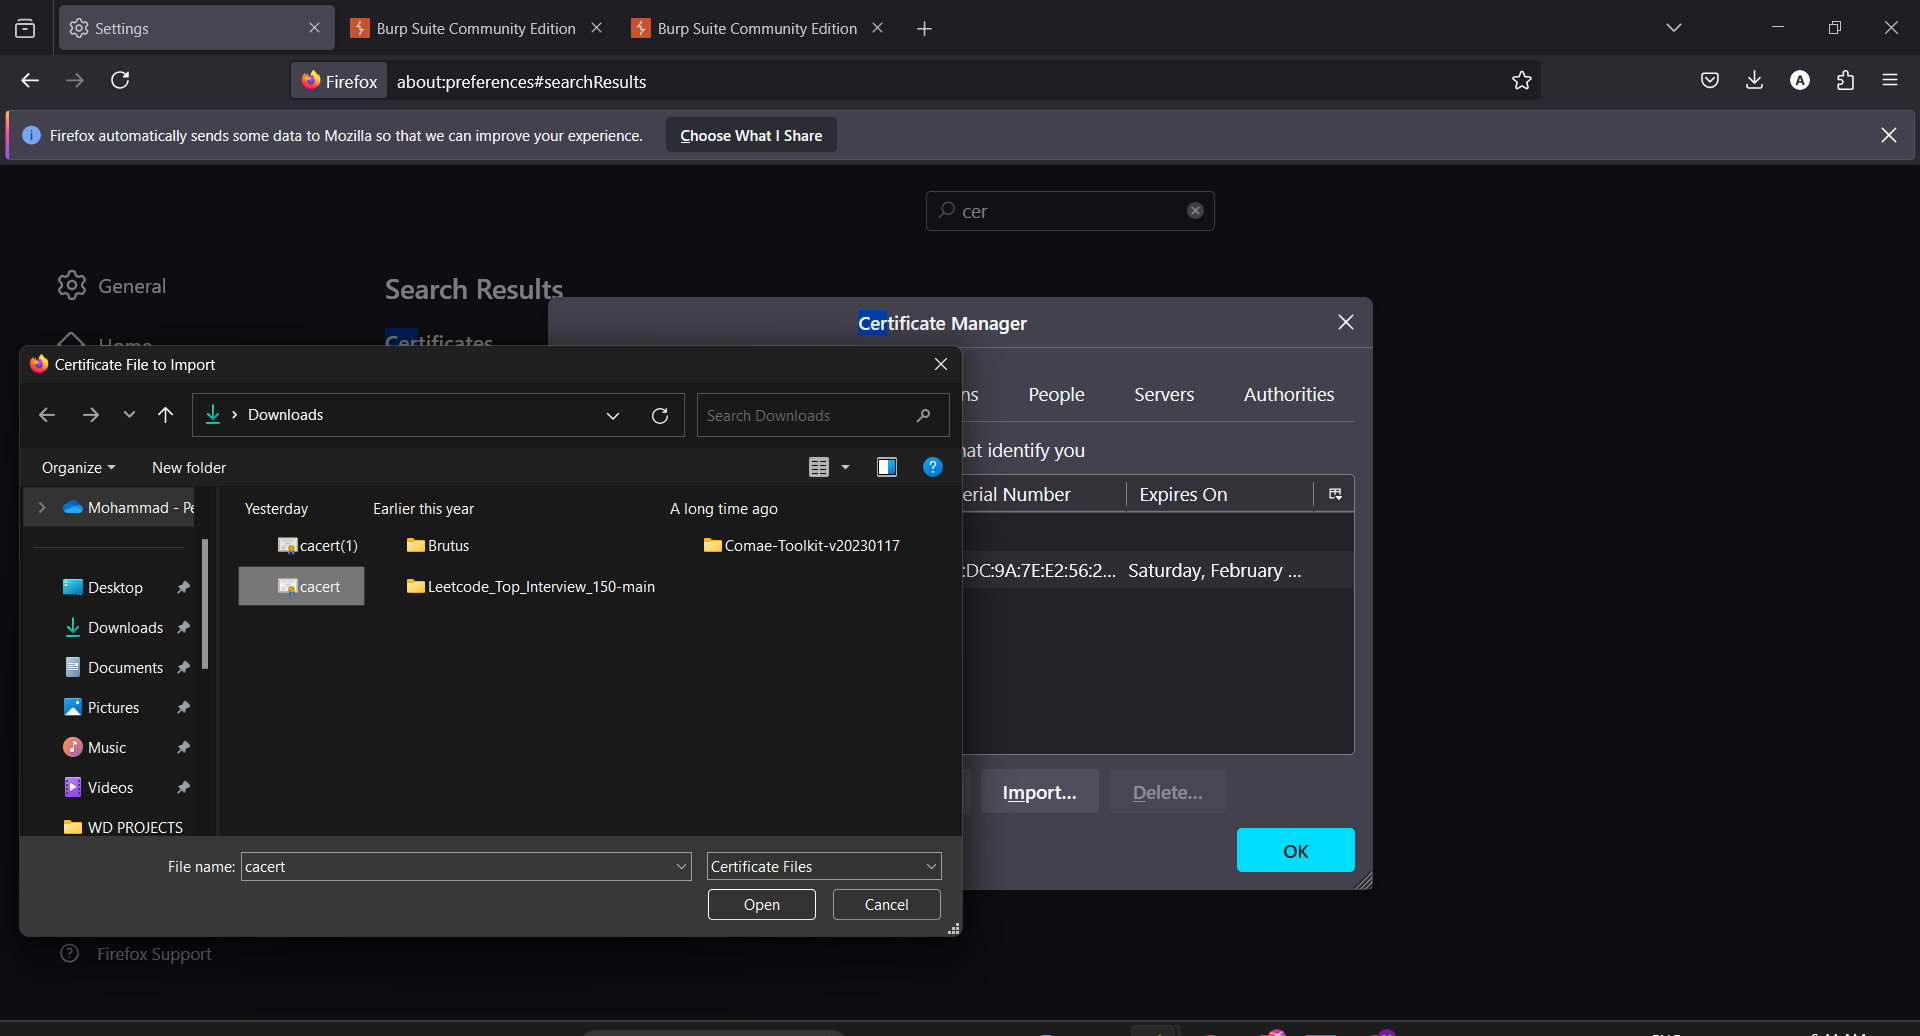 Settings
Burp Suite Community Edition
Burp Suite Community Edition
Firefox
about:preferences#searchResults
A
Firefox automatically sends some data to Mozilla so that we can improve your experience.
Choose What I Share
cer
General
Search Results
Home
Certificates
Certificate Manager
People
Servers
Authorities
hat identify you
erial Number
Expires On
:DC:9A:7E:E2:56:2...
Saturday, February ...
Import...
Delete...
OK
Certificate File to Import
Downloads
Search Downloads
Organize
New folder
Mohammad - Pe
Desktop
Downloads
Documents
Pictures
Music
Videos
WD PROJECTS
Yesterday
Earlier this year
A long time ago
cacert(1)
Brutus
Comae-Toolkit-v20230117
cacert
Leetcode_Top_Interview_150-main
File name:
cacert
Certificate Files
Open
Cancel
Firefox Support